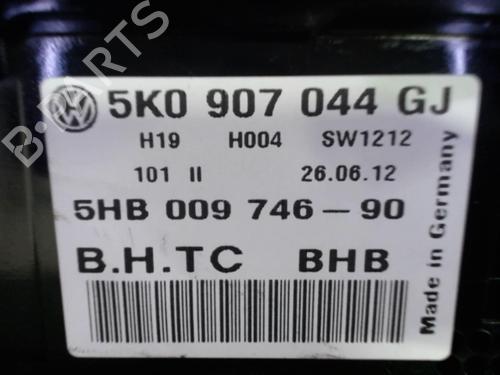 5K0 907 044 GJ
H19 H004 SW1212
101 II 26.06.12
5HB 009 746-90
B.H.TC BHB
Made in Germany
B-PARTS